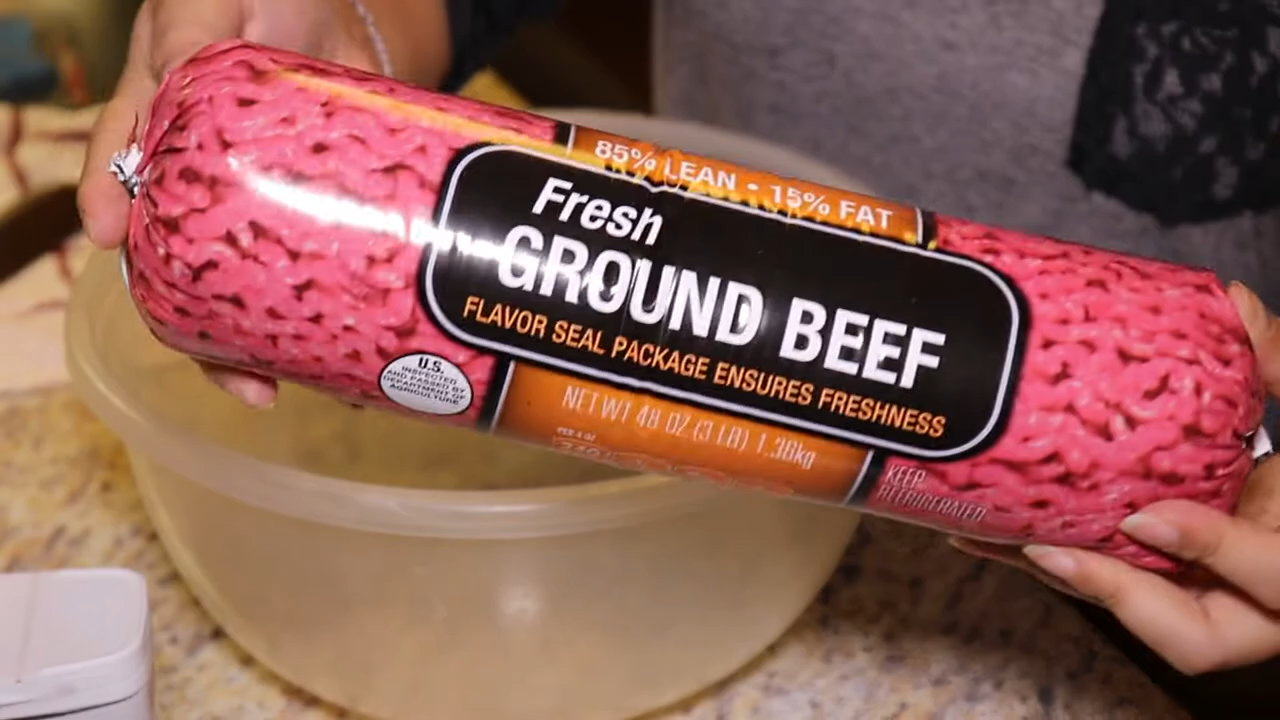 85% LEAN • 15% FAT
Fresh
GROUND BEEF
FLAVOR SEAL PACKAGE ENSURES FRESHNESS
U.S.
INSPECTED
AND PASSED BY
DEPARTMENT OF
AGRICULTURE
NET WT 48 OZ (3 LB) 1.36kg
KEEP
REFRIGERATED